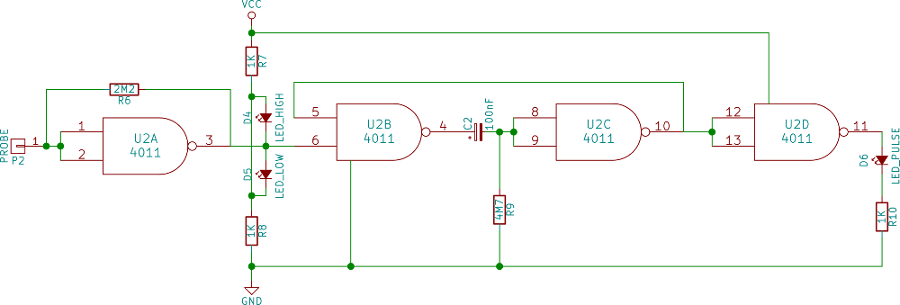 VCC
1K
R7
2M2
R6
D4
LED_HIGH
PROBE
1
P2
1
2
U2A
4011
3
D5
LED_LOW
1K
R8
GND
5
6
U2B
4011
4
C2
100nF
4M7
R9
8
9
U2C
4011
10
12
13
U2D
4011
11
D6
LED_PULSE
1K
R10